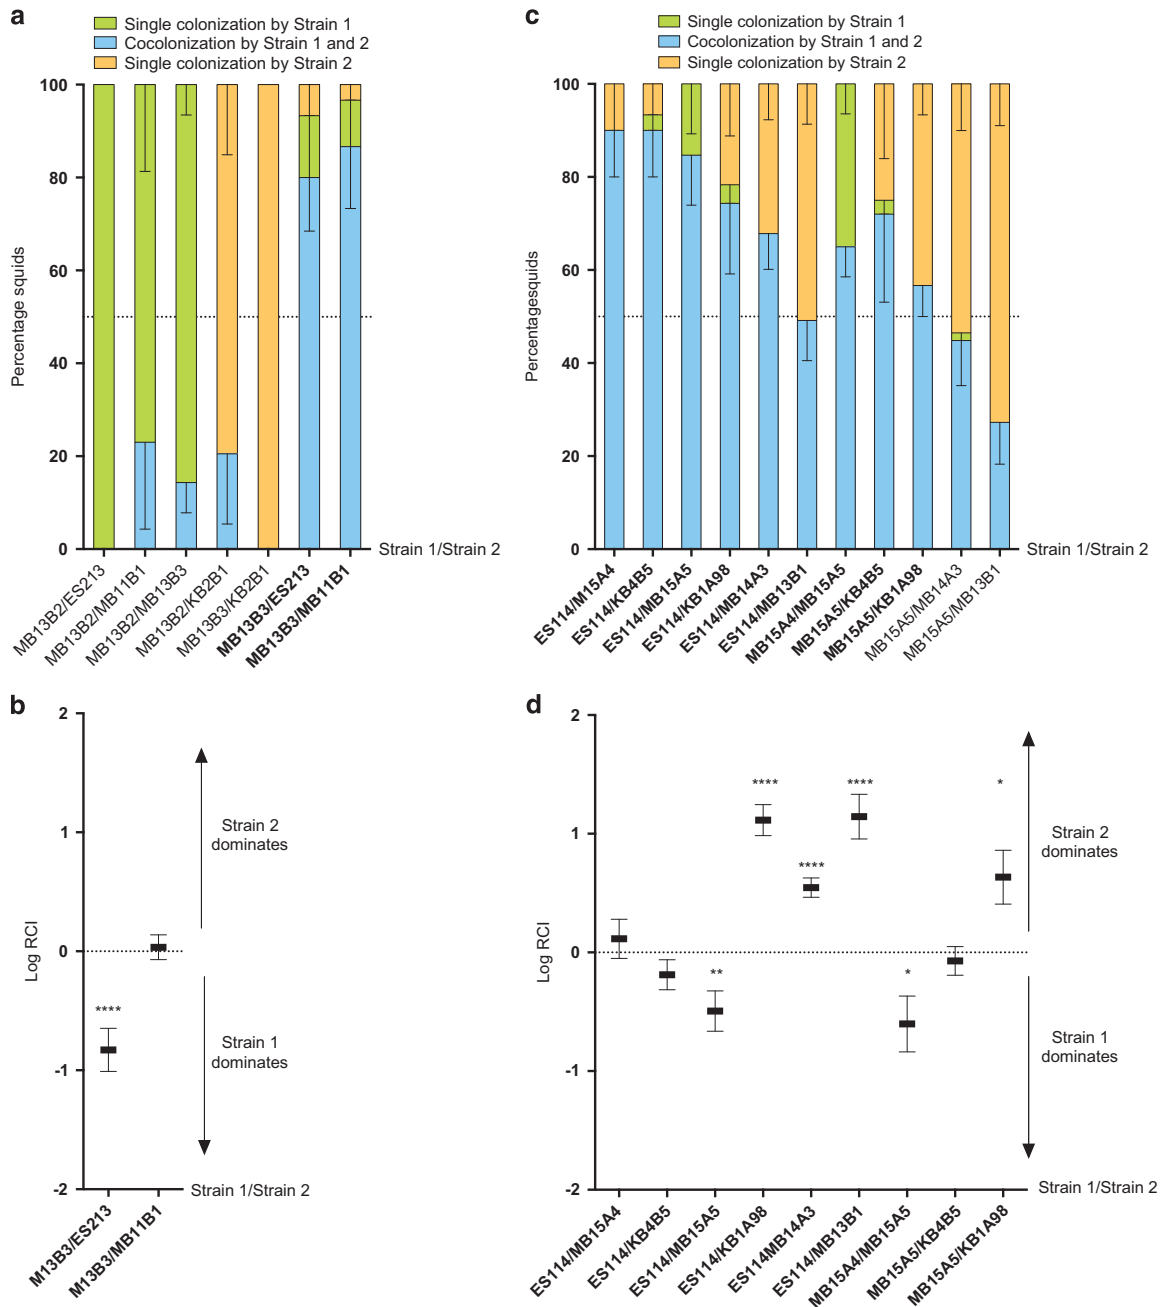 a
Single colonization by Strain 1
Cocolonization by Strain 1 and 2
Single colonization by Strain 2
100
80
60
40
20
0
Percentage squids
Strain 1/Strain 2
MB13B2/ES213
MB13B2/MB11B1
MB13B2/MB13B3
MB13B2/KB2B1
MB13B3/KB2B1
MB13B3/ES213
MB13B3/MB11B1
c
Single colonization by Strain 1
Cocolonization by Strain 1 and 2
Single colonization by Strain 2
100
80
60
40
20
0
Percentagesquids
Strain 1/Strain 2
ES114/M15A4
ES114/KB4B5
ES114/MB15A5
ES114/KB1A98
ES114/MB14A3
ES114/MB13B1
MB15A4/MB15A5
MB15A5/KB4B5
MB15A5/KB1A98
MB15A5/MB14A3
MB15A5/MB13B1
b
2
1
0
-1
-2
Log RCI
Strain 2
dominates
****
Strain 1
dominates
Strain 1/Strain 2
M13B3/ES213
M13B3/MB11B1
d
2
1
0
-1
-2
Log RCI
**
****
****
****
*
*
Strain 2
dominates
Strain 1
dominates
Strain 1/Strain 2
ES114/MB15A4
ES114/KB4B5
ES114/MB15A5
ES114/KB1A98
ES114MB14A3
ES114/MB13B1
MB15A4/MB15A5
MB15A5/KB4B5
MB15A5/KB1A98